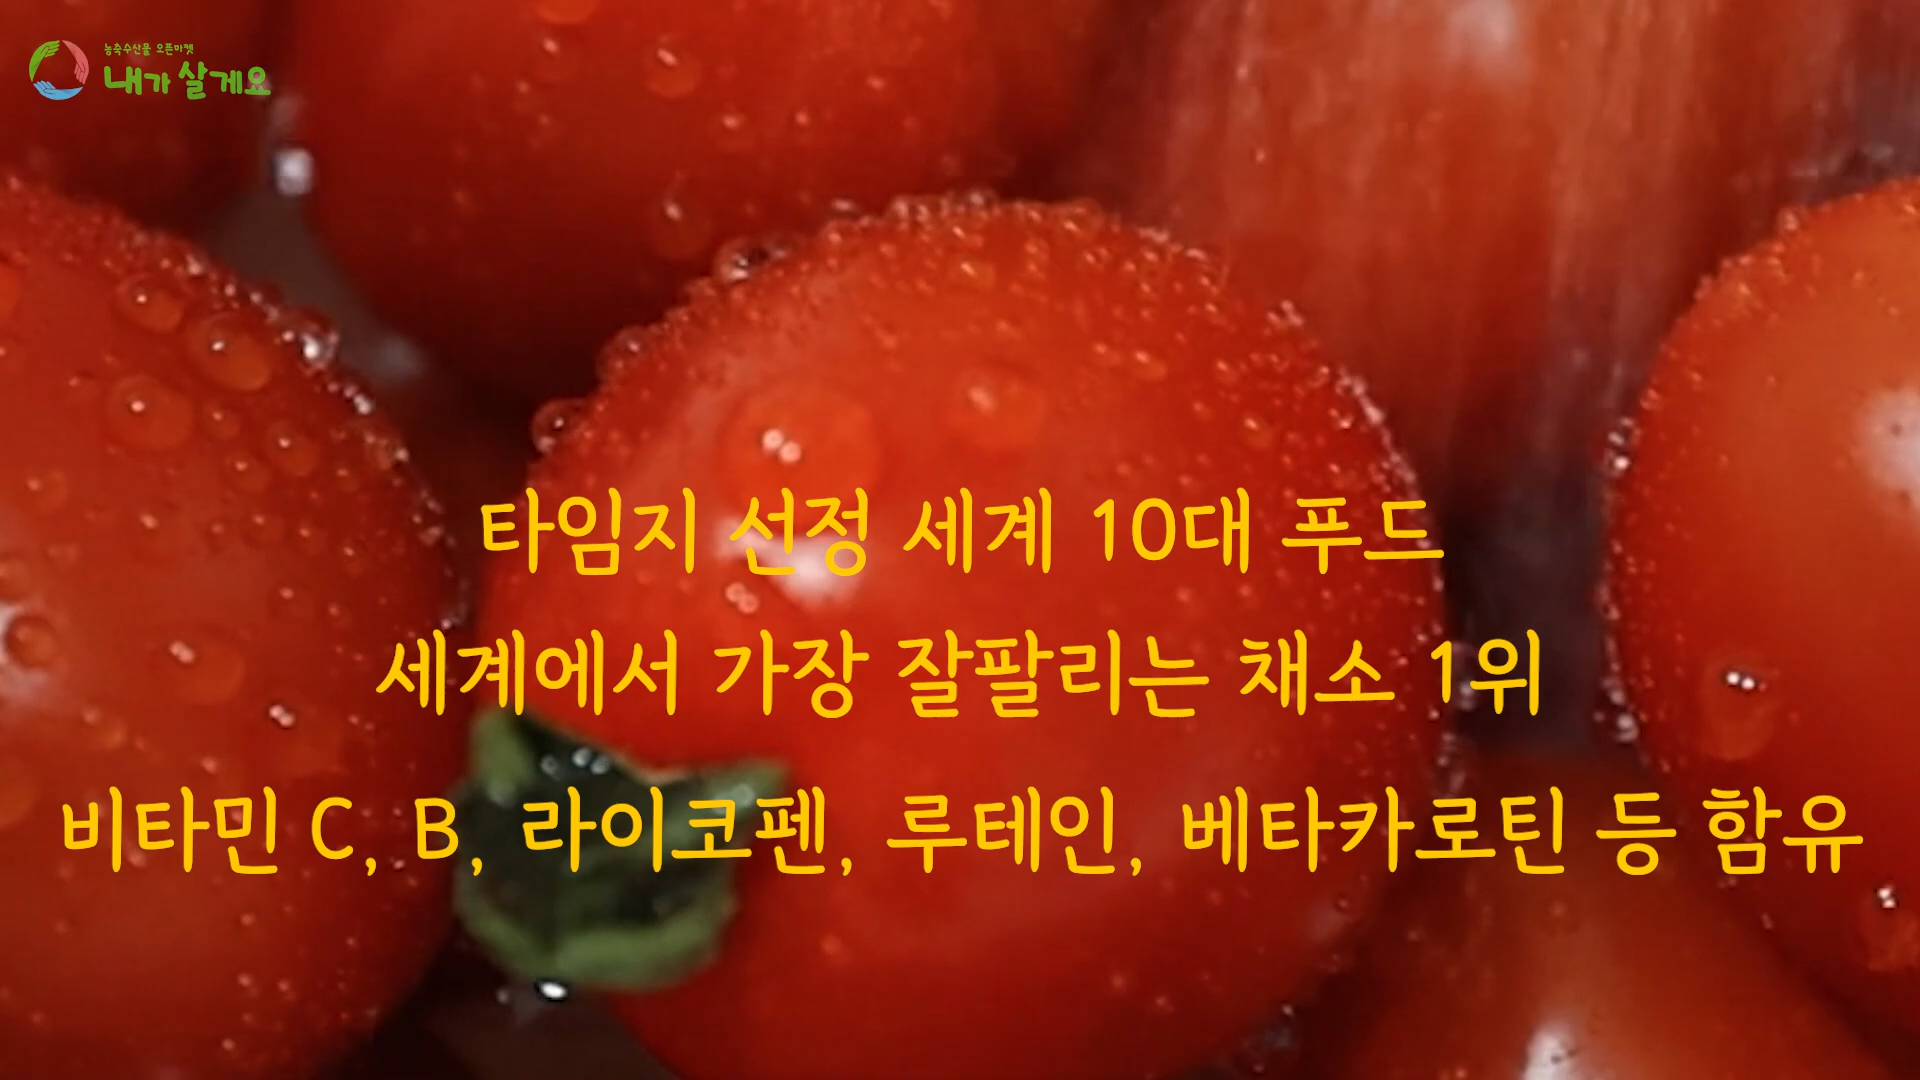 농축수산물 오픈마켓
내가 살게요
타임지 선정 세계 10대 푸드
세계에서 가장 잘팔리는 채소 1위
비타민 C, B, 라이코펜, 루테인, 베타카로틴 등 함유